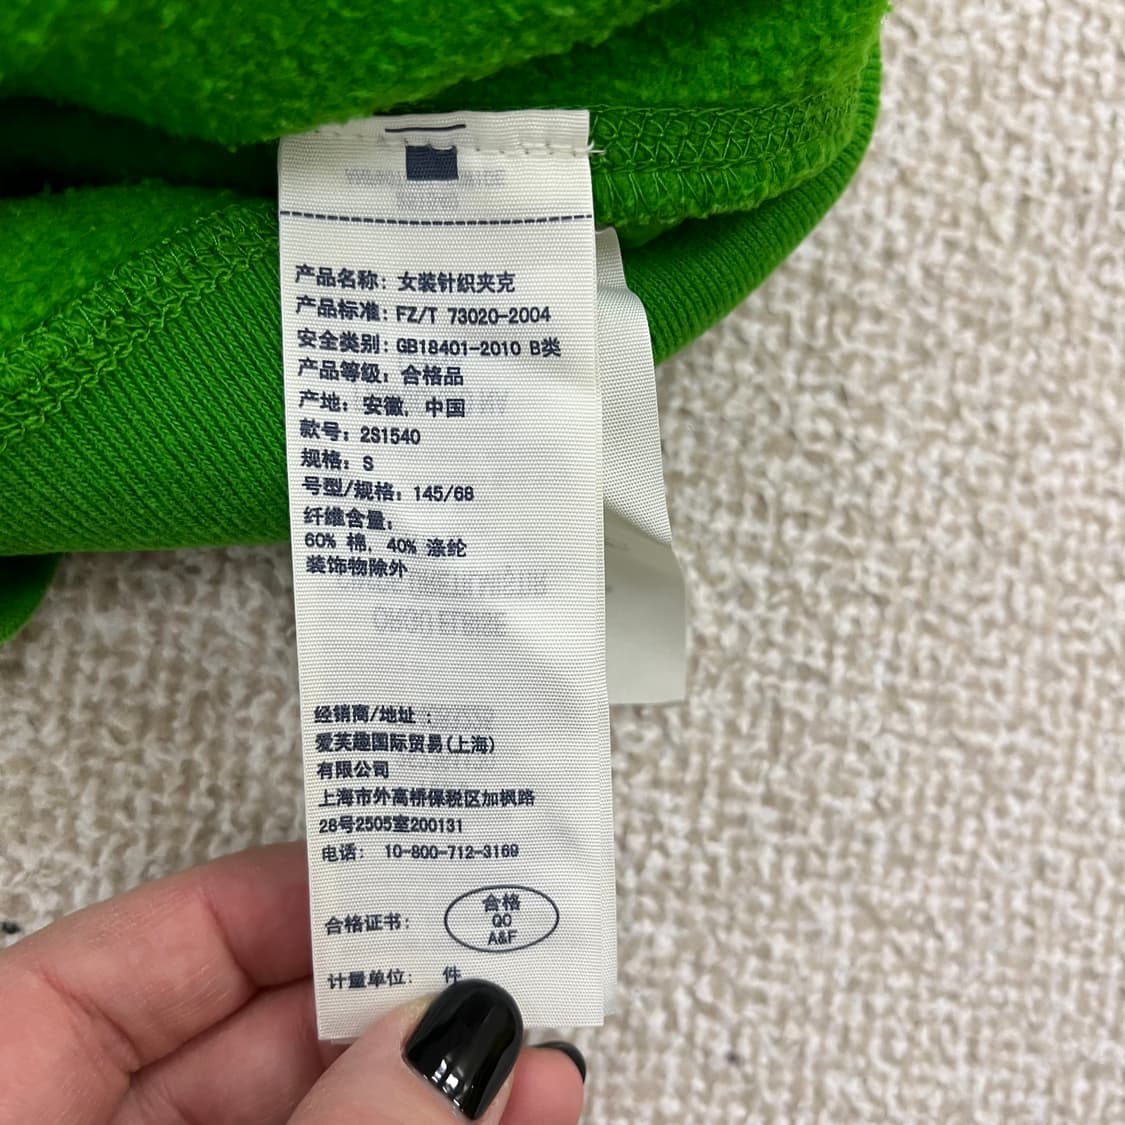 产品名称：女装针织夹克
产品标准：FZ/T 73020-2004
安全类别：GB18401-2010 B类
产品等级：合格品
产地：安徽，中国
款号：2S1540
规格：S
号型/规格：145/68
纤维含量：
60% 棉，40% 涤纶
装饰物除外
经销商/地址：
爱芙趣国际贸易(上海)
有限公司
上海市外高桥保税区加枫路
28号2505室200131
电话： 10-800-712-3169
合格
QC
A&F
合格证书：
计量单位： 件